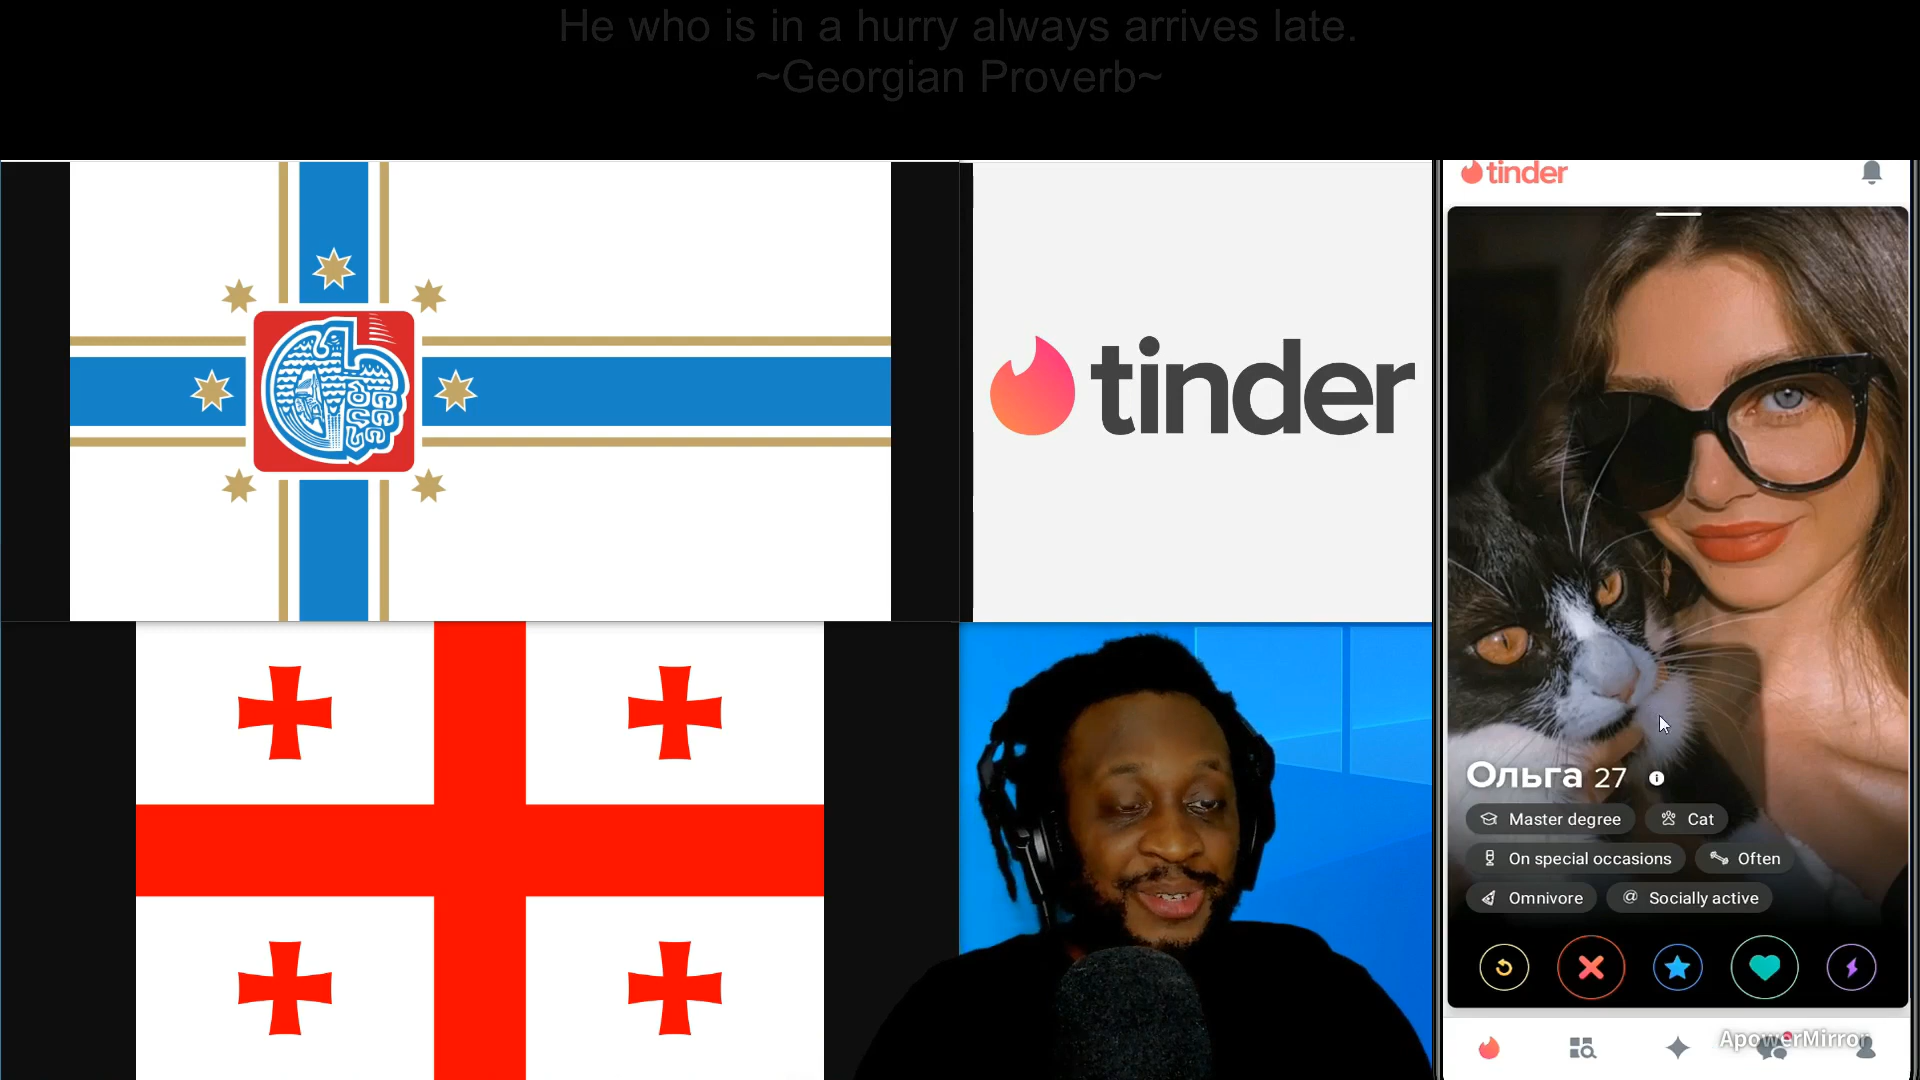 He who is in a hurry always arrives late.
~Georgian Proverb~
tinder
tinder
Ольга 27
Master degree
Cat
On special occasions
Often
Omnivore
Socially active
ApowerMirror